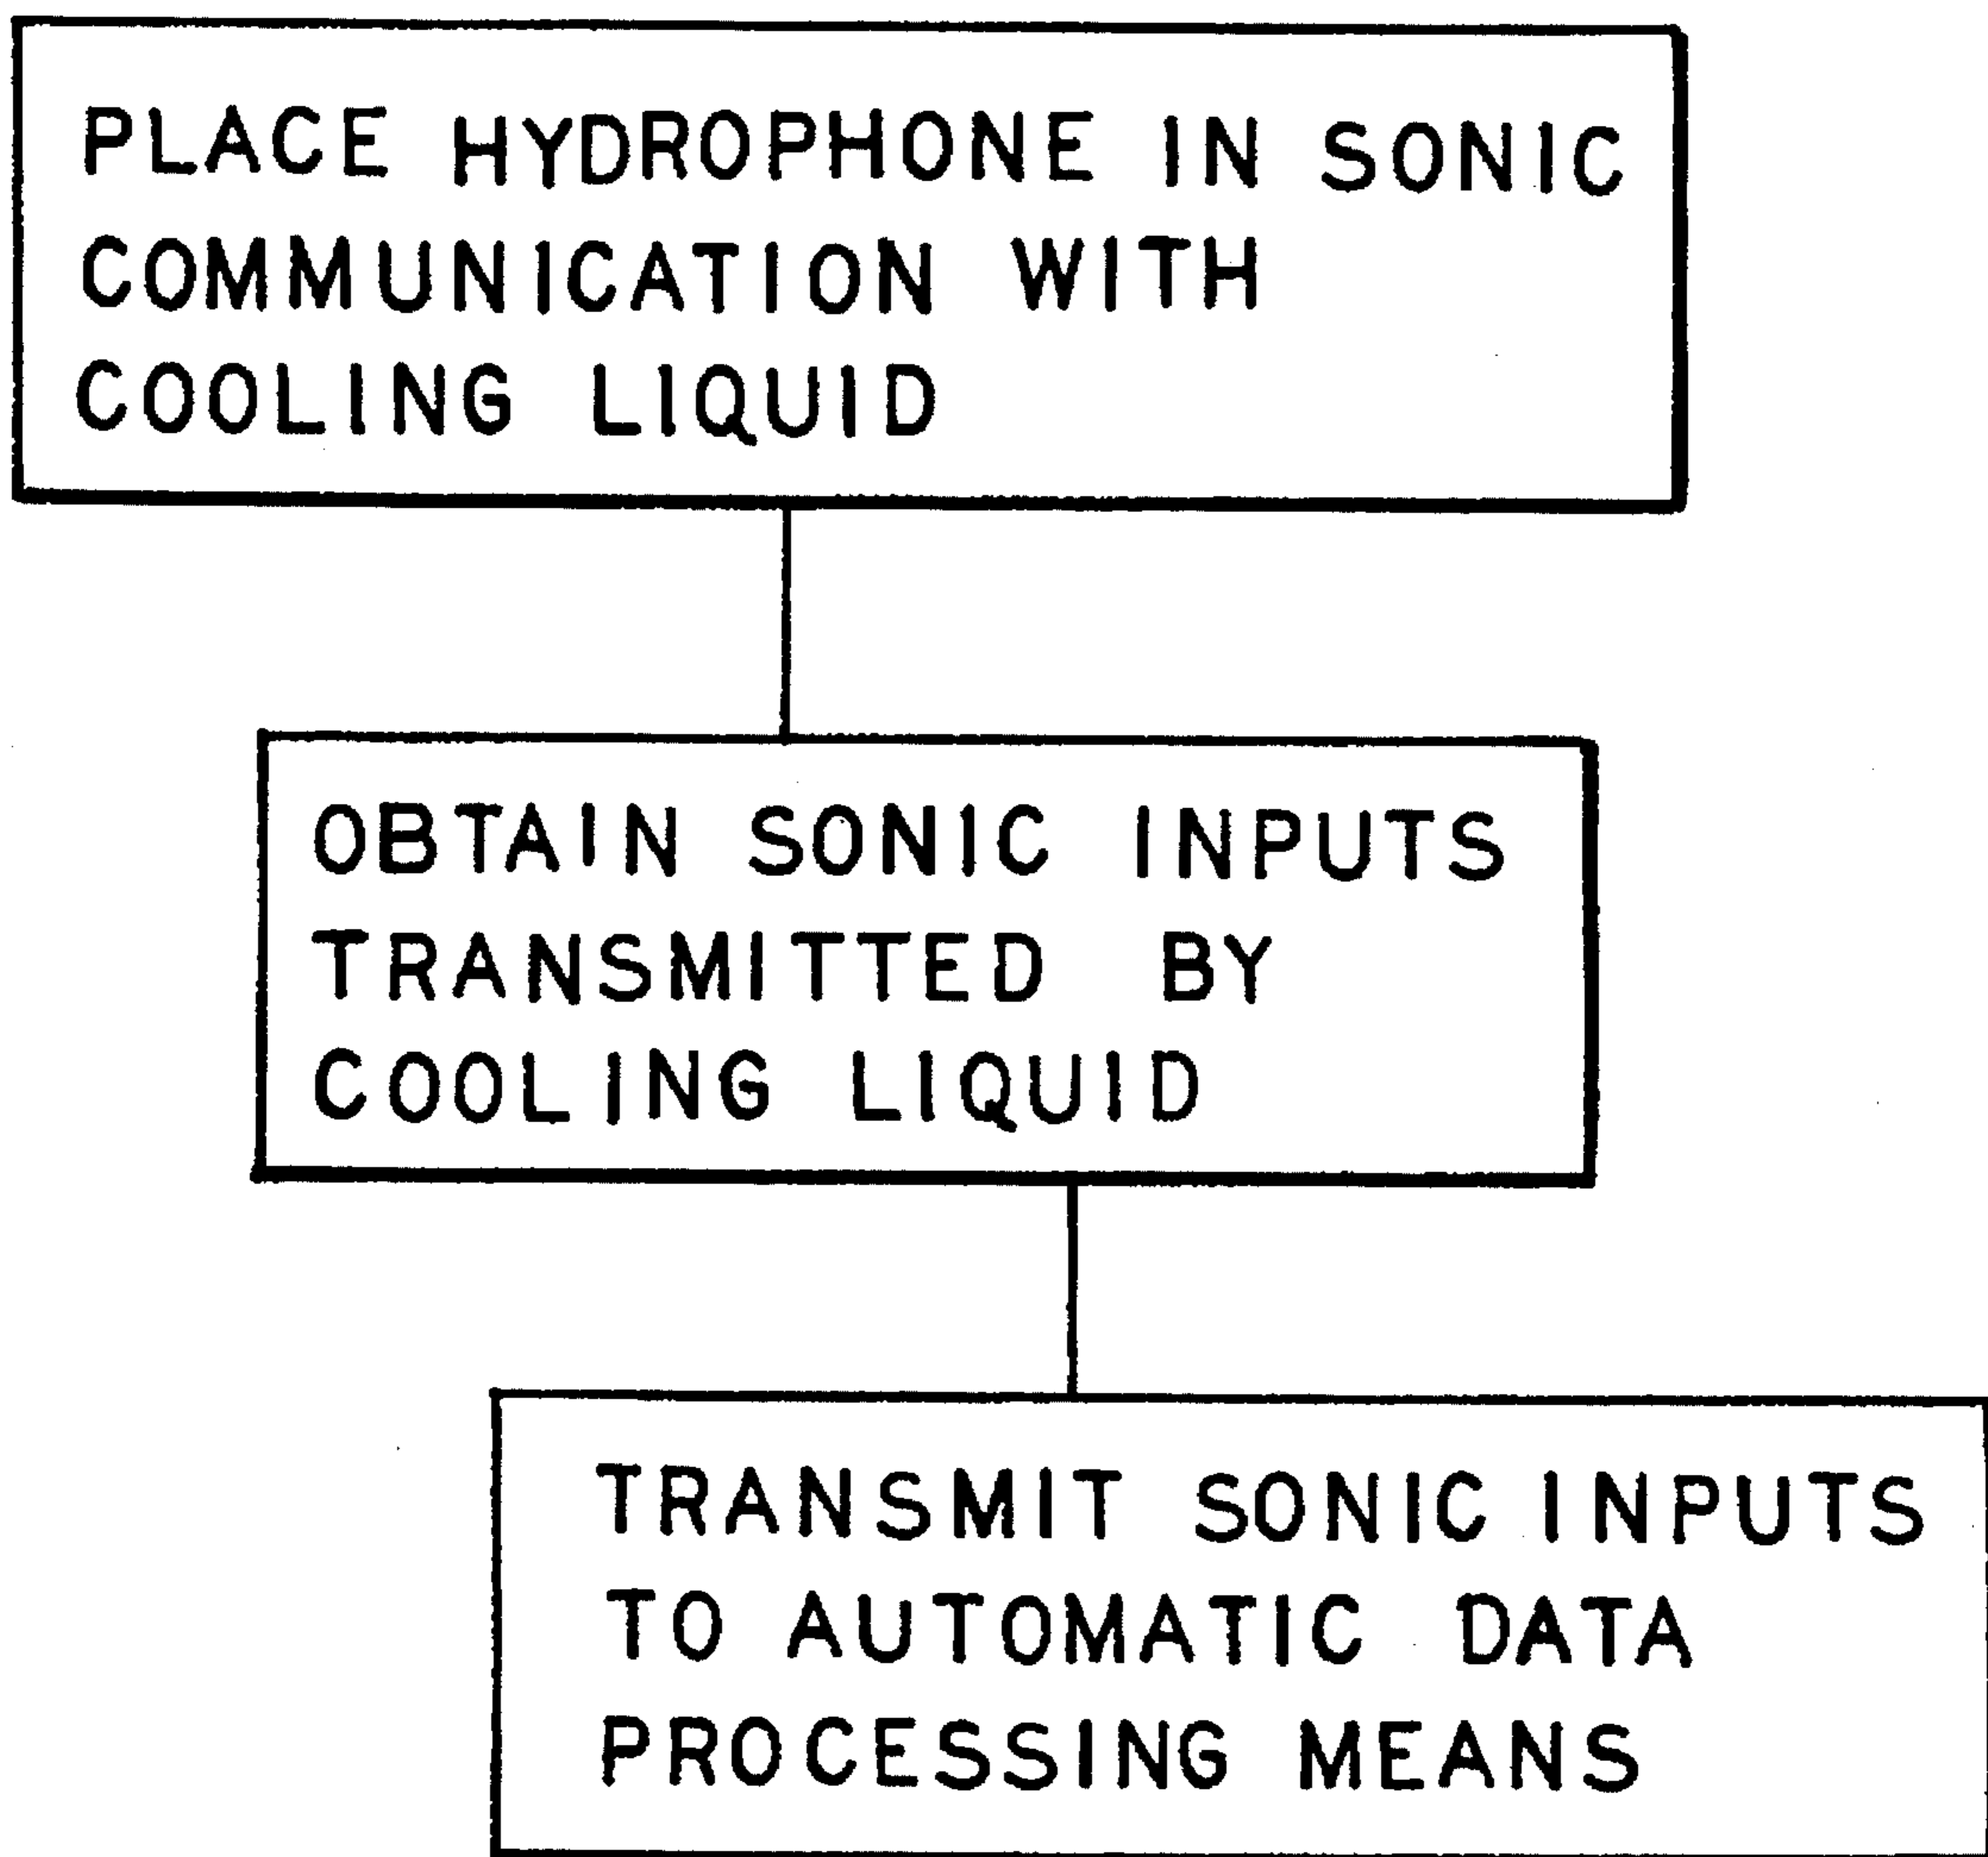 PLACE HYDROPHONE IN SONIC
COMMUNICATION WITH
COOLING LIQUID
OBTAIN SONIC INPUTS
TRANSMITTED BY
COOLING LIQUID
TRANSMIT SONIC INPUTS
TO AUTOMATIC DATA
PROCESSING MEANS